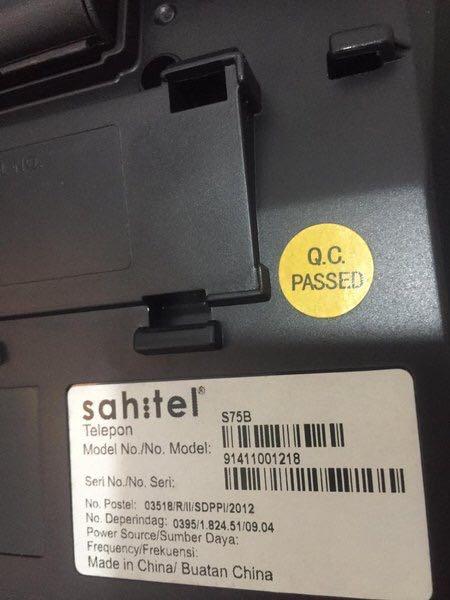 NO.
Q.C.
PASSED
sahitel®
Telepon
Model No./No. Model: S75B
Seri No./No. Seri: 91411001218
No. Postel: 03518/R/II/SDPPI/2012
No. Deperindag: 0395/1.824.51/09.04
Power Source/Sumber Daya:
Frequency/Frekuensi:
Made in China/ Buatan China